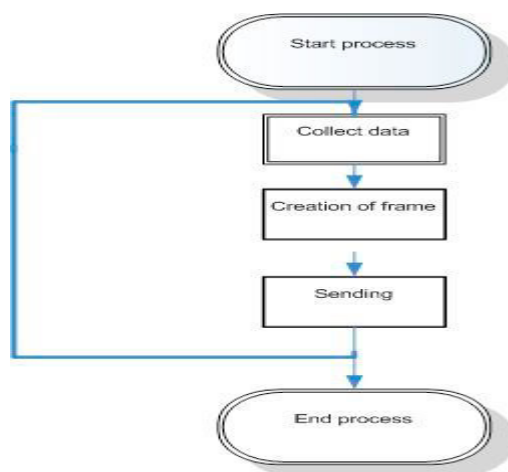 Start process
Collect data
Creation of frame
Sending
End process